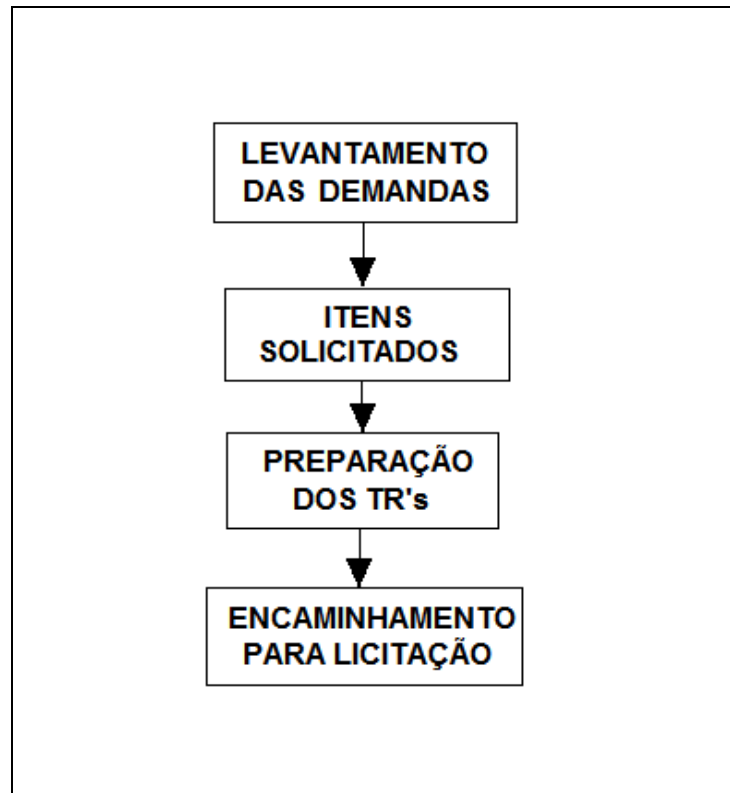 LEVANTAMENTO
DAS DEMANDAS
ITENS
SOLICITADOS
PREPARAÇÃO
DOS TR's
ENCAMINHAMENTO
PARA LICITAÇÃO